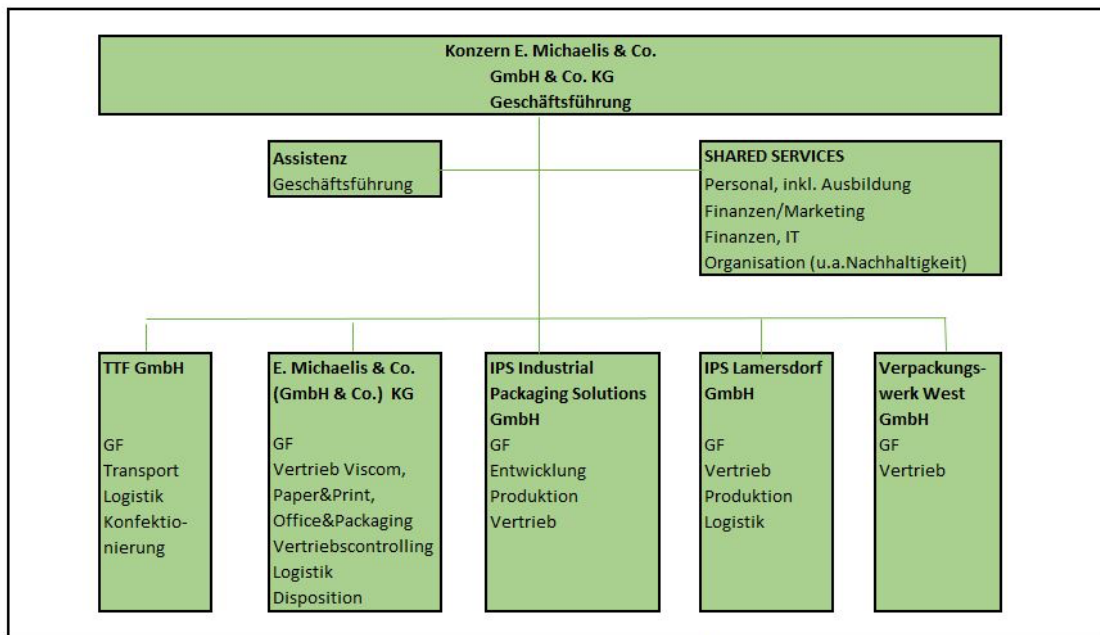 Konzern E. Michaelis & Co.
GmbH & Co. KG
Geschäftsführung
Assistenz
Geschäftsführung
SHARED SERVICES
Personal, inkl. Ausbildung
Finanzen/Marketing
Finanzen, IT
Organisation (u.a.Nachhaltigkeit)
TTF GmbH
GF
Transport
Logistik
Konfektio-
nierung
E. Michaelis & Co.
(GmbH & Co.) KG
GF
Vertrieb Viscom,
Paper&Print,
Office&Packaging
Vertriebscontrolling
Logistik
Disposition
IPS Industrial
Packaging Solutions
GmbH
GF
Entwicklung
Produktion
Vertrieb
IPS Lamersdorf
GmbH
GF
Vertrieb
Produktion
Logistik
Verpackungs-
werk West
GmbH
GF
Vertrieb